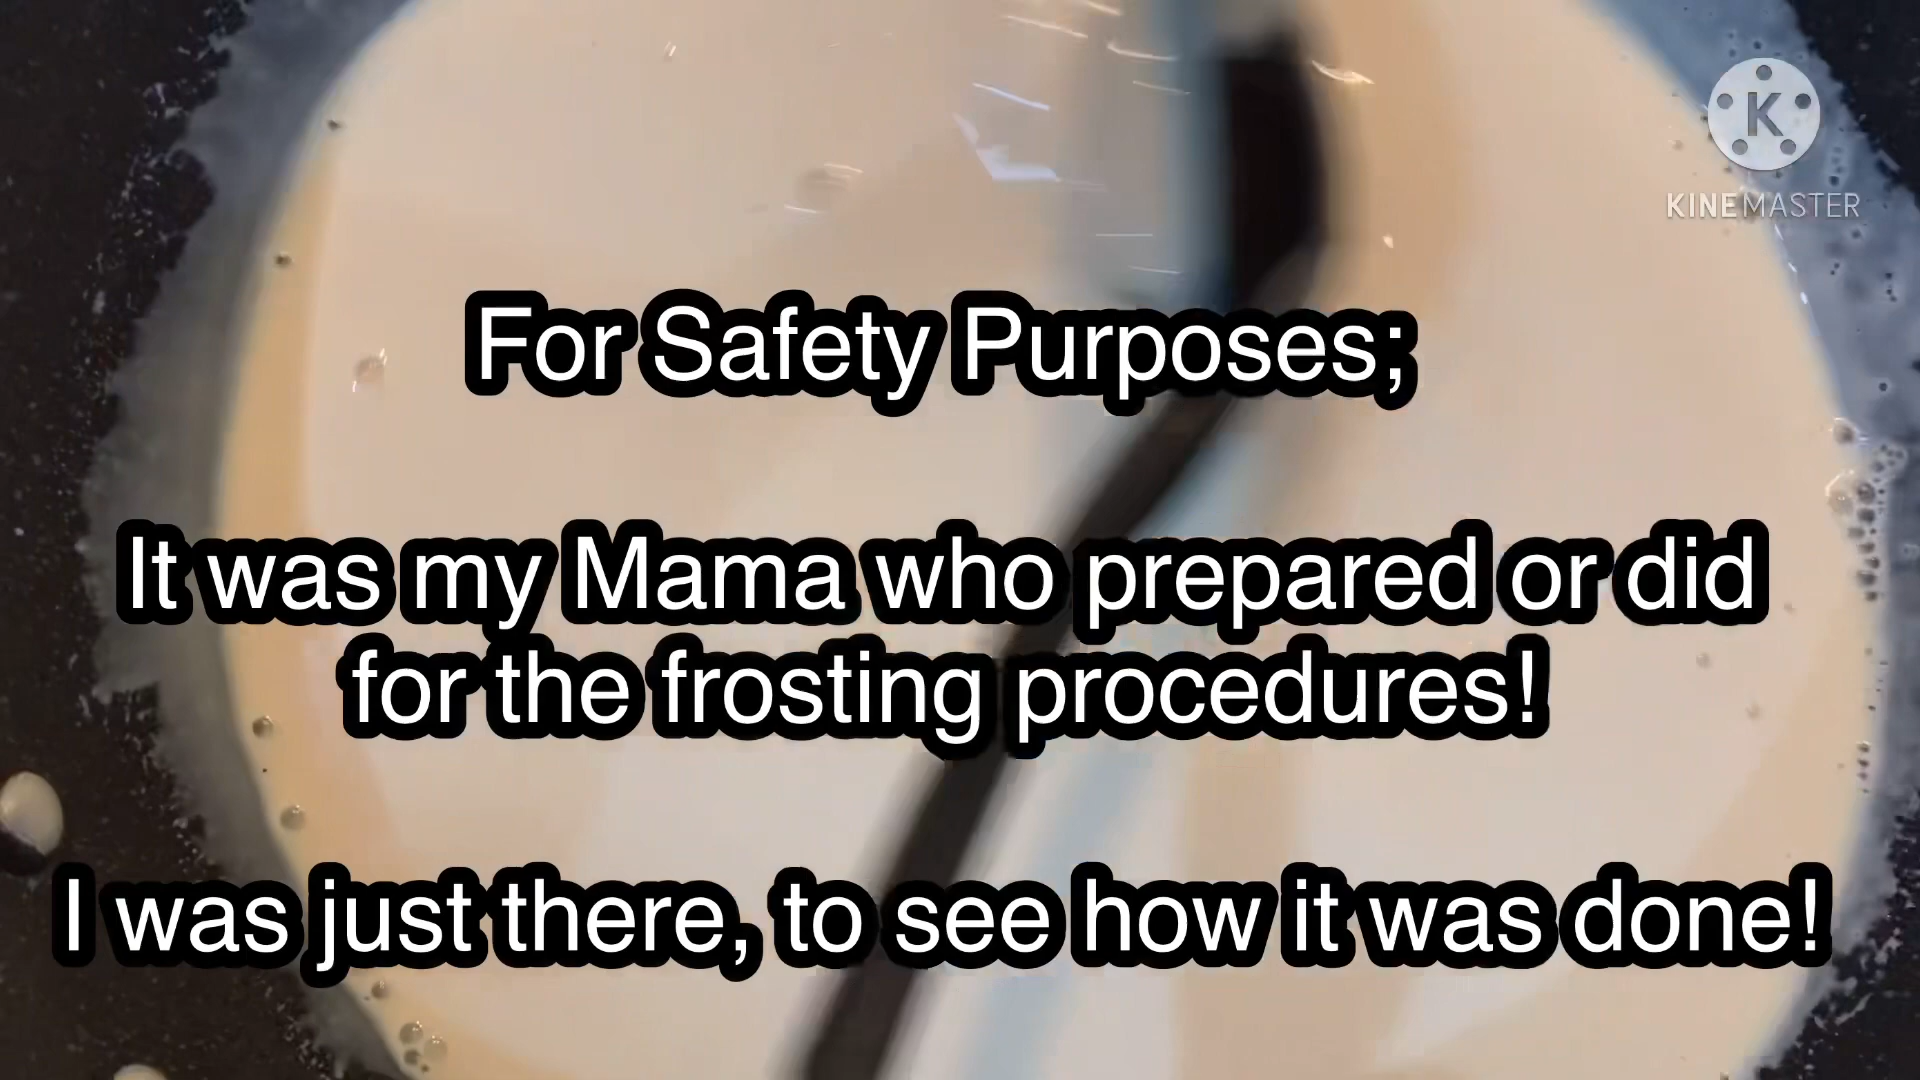 K
KINEMASTER
For Safety Purposes;
It was my Mama who prepared or did
for the frosting procedures!
I was just there, to see how it was done!